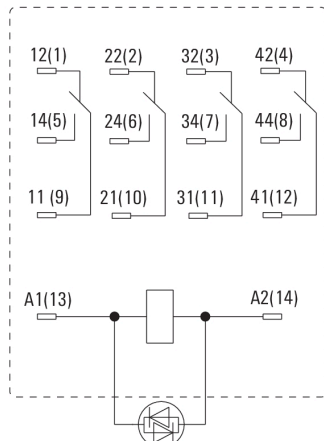 12(1) 22(2) 32(3) 42(4)
14(5) 24(6) 34(7) 44(8)
11 (9) 21(10) 31(11) 41(12)
A1(13) A2(14)